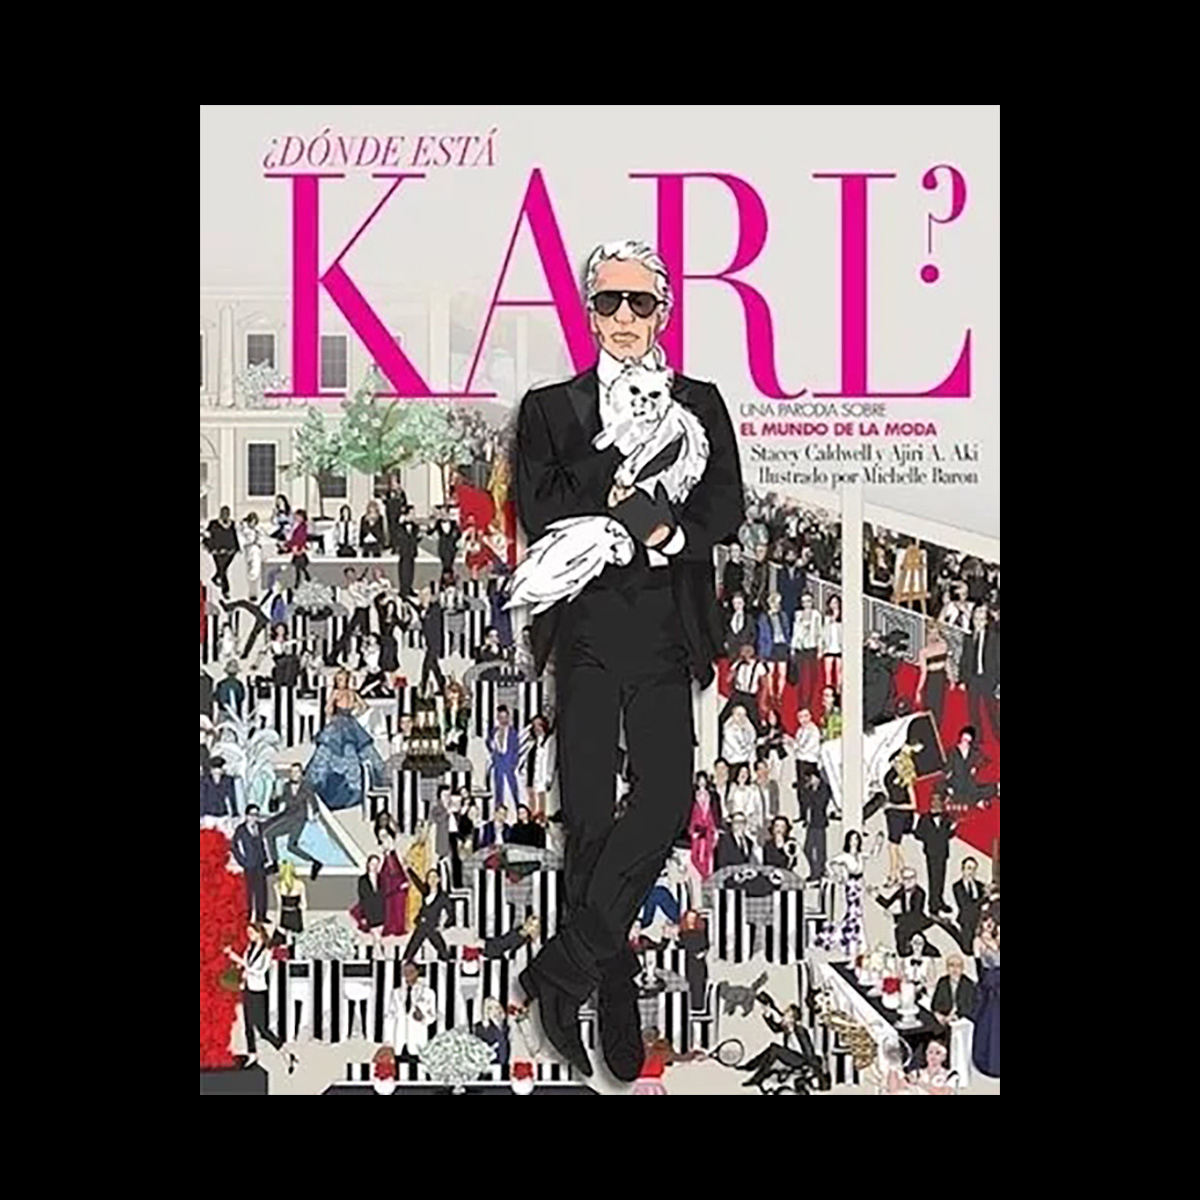 ¿DÓNDE ESTÁ
KARL?
UNA PARODIA SOBRE
EL MUNDO DE LA MODA
Stacey Caldwell y Ajiri A. Aki
Ilustrado por Michelle Baron